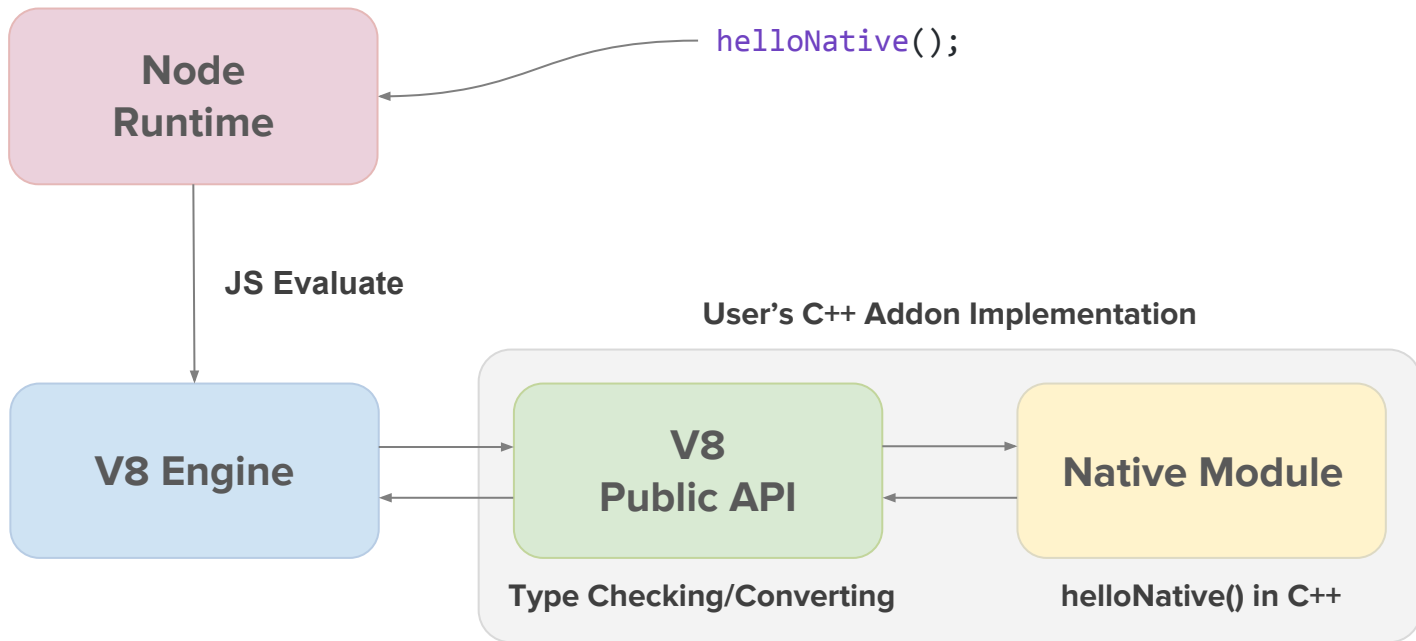 helloNative();
Node
Runtime
JS Evaluate
User’s C++ Addon Implementation
V8 Engine
V8
Public API
Native Module
Type Checking/Converting
helloNative() in C++